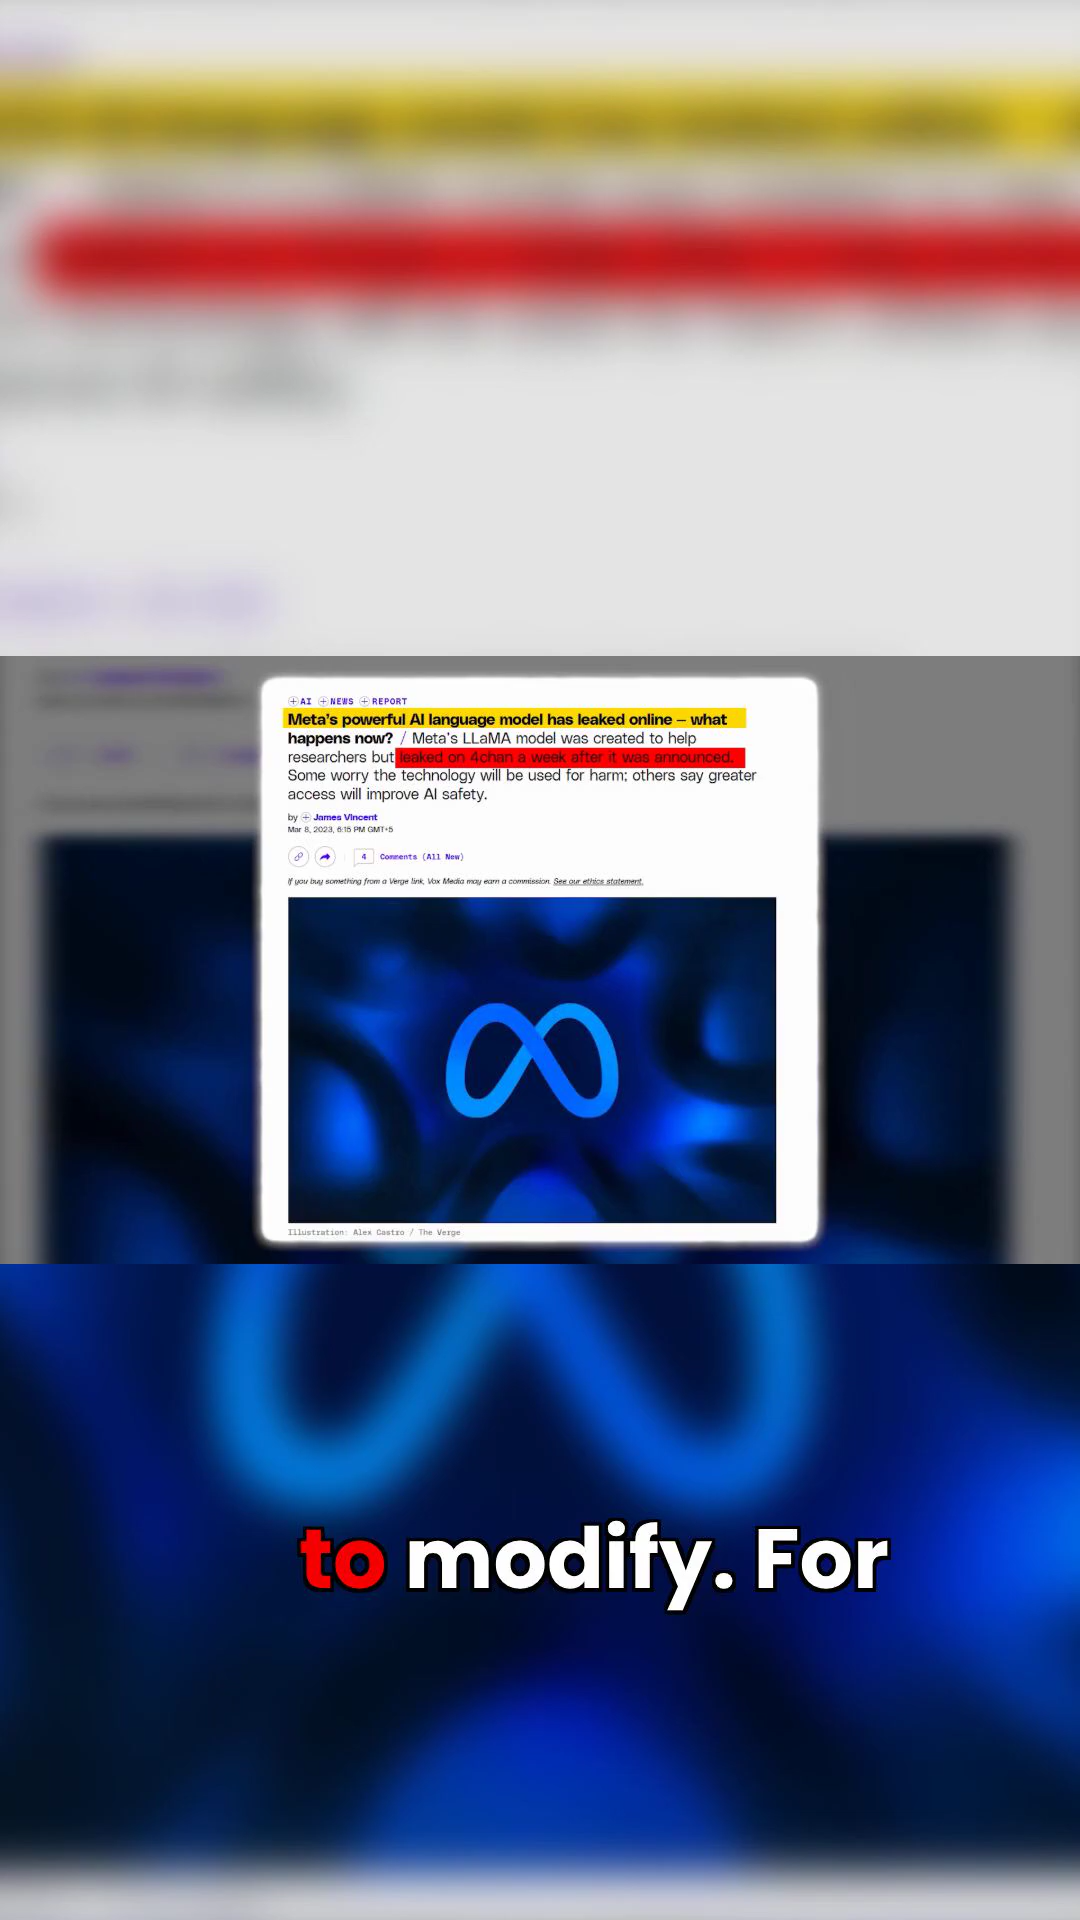 AI NEWS REPORT
Meta's powerful AI language model has leaked online – what
happens now? / Meta's LLaMA model was created to help
researchers but leaked on 4chan a week after it was announced.
Some worry the technology will be used for harm; others say greater
access will improve AI safety.
by James Vincent
Mar 8, 2023, 6:15 PM GMT+5
4 Comments (All New)
If you buy something from a Verge link, Vox Media may earn a commission. See our ethics statement.
Illustration: Alex Castro / The Verge
to modify. For